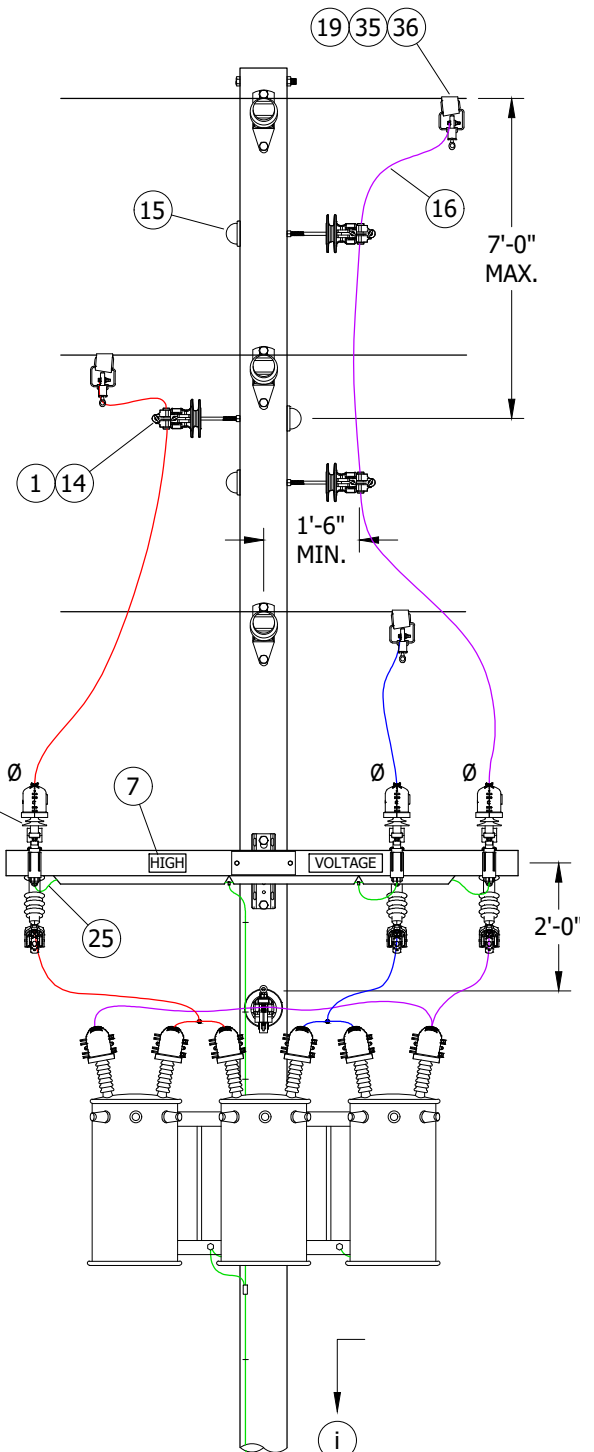 19 35 36
15
16
7'-0"
MAX.
1 14
1'-6"
MIN.
Ø Ø Ø
7
HIGH VOLTAGE
25
2'-0"
i